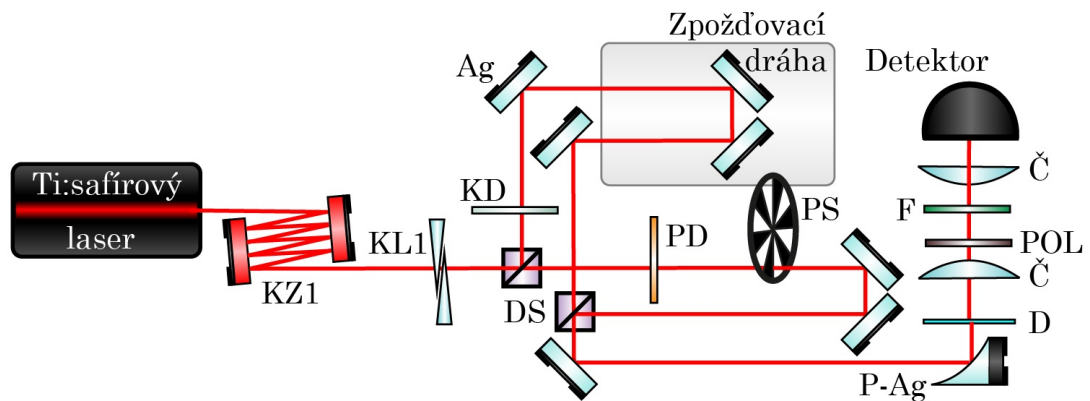 Zpožďovací
dráha
Ag
Detektor
Ti:safírový
laser
KD
KL1
KZ1
DS
PD
PS
Č
F
POL
Č
D
P-Ag